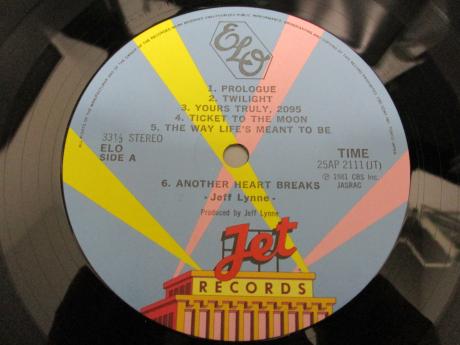 ELO
1. PROLOGUE
2. TWILIGHT
3. YOURS TRULY, 2095
4. TICKET TO THE MOON
5. THE WAY LIFE'S MEANT TO BE
33⅓ STEREO
ELO
SIDE A
TIME
25AP 2111 (JT)
℗ 1981 CBS Inc.
JASRAC
6. ANOTHER HEART BREAKS
- Jeff Lynne -
Produced by Jeff Lynne
Jet
RECORDS